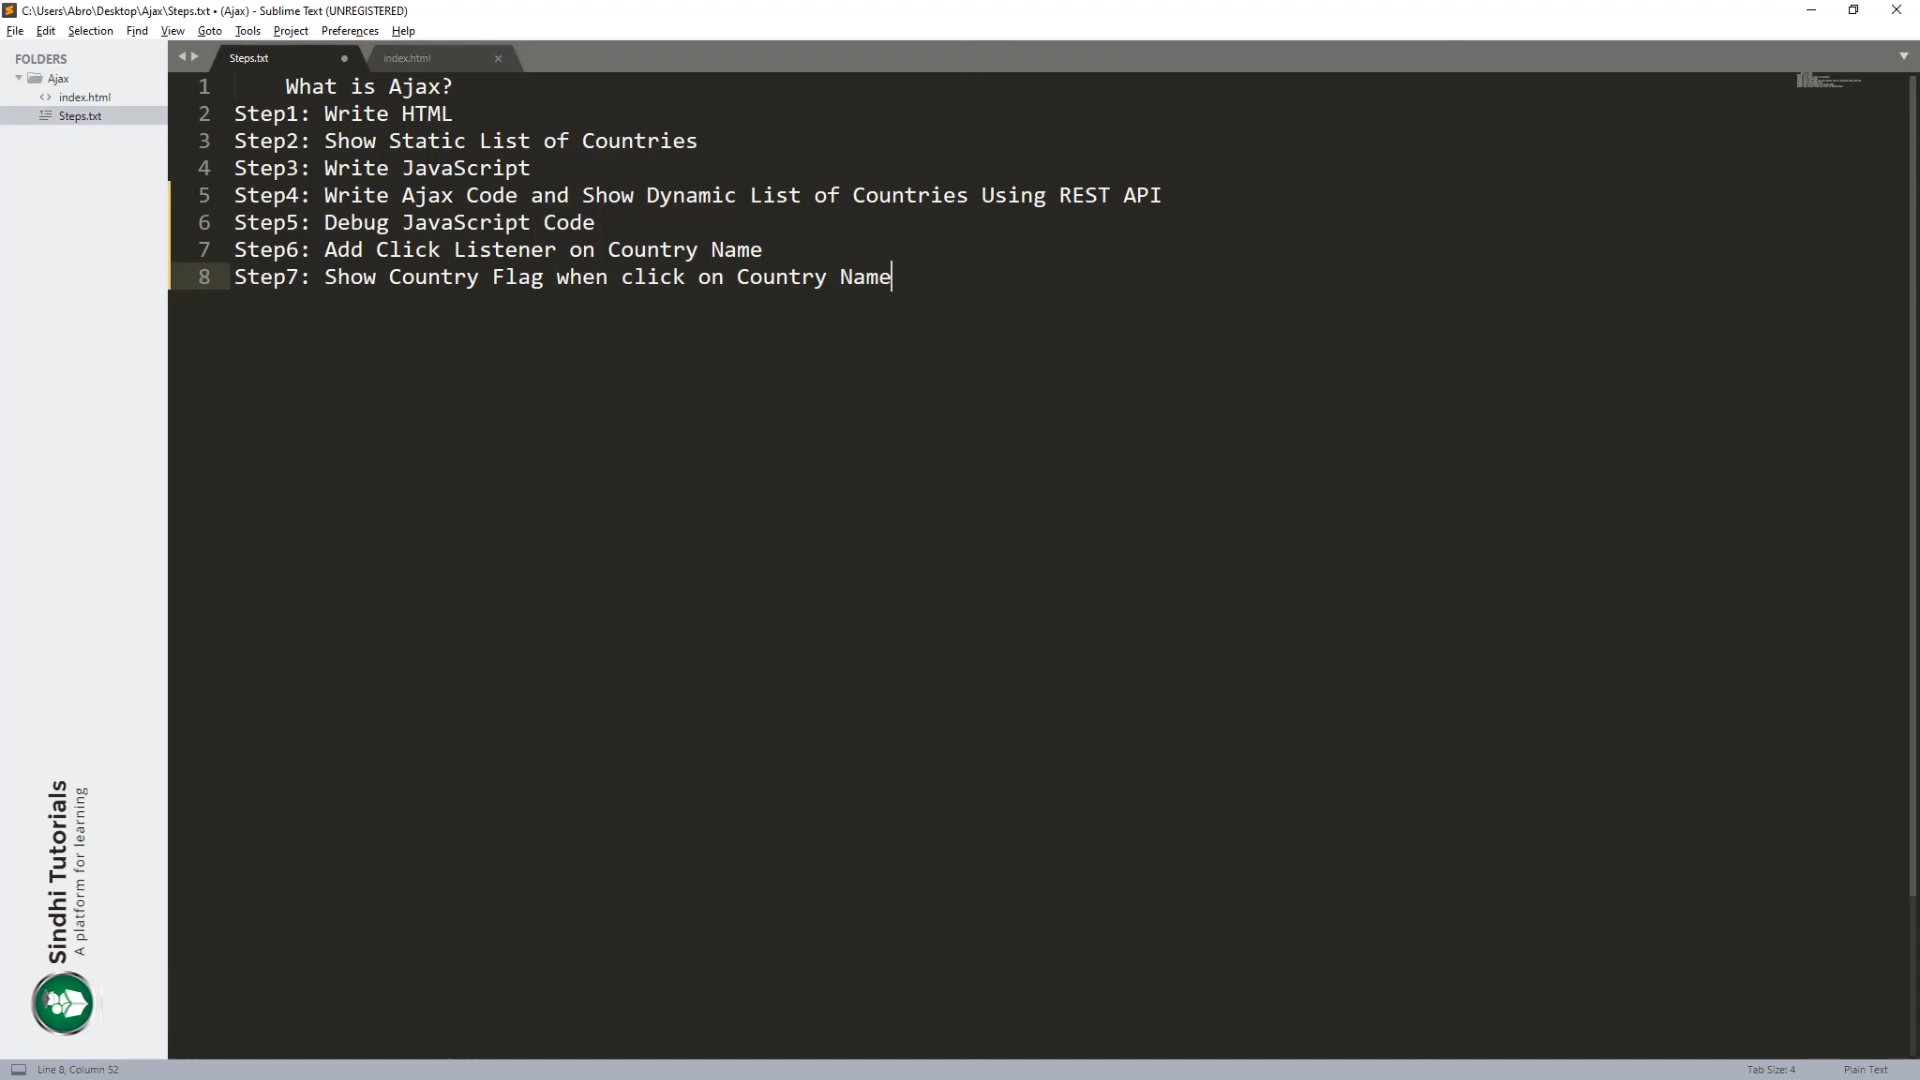 C:\Users\Abro\Desktop\Ajax\Steps.txt • (Ajax) - Sublime Text (UNREGISTERED)
File Edit Selection Find View Goto Tools Project Preferences Help
FOLDERS
Ajax
index.html
Steps.txt
Steps.txt index.html
1 What is Ajax?
2 Step1: Write HTML
3 Step2: Show Static List of Countries
4 Step3: Write JavaScript
5 Step4: Write Ajax Code and Show Dynamic List of Countries Using REST API
6 Step5: Debug JavaScript Code
7 Step6: Add Click Listener on Country Name
8 Step7: Show Country Flag when click on Country Name
Sindhi Tutorials
A platform for learning
Line 8, Column 52 Tab Size: 4 Plain Text